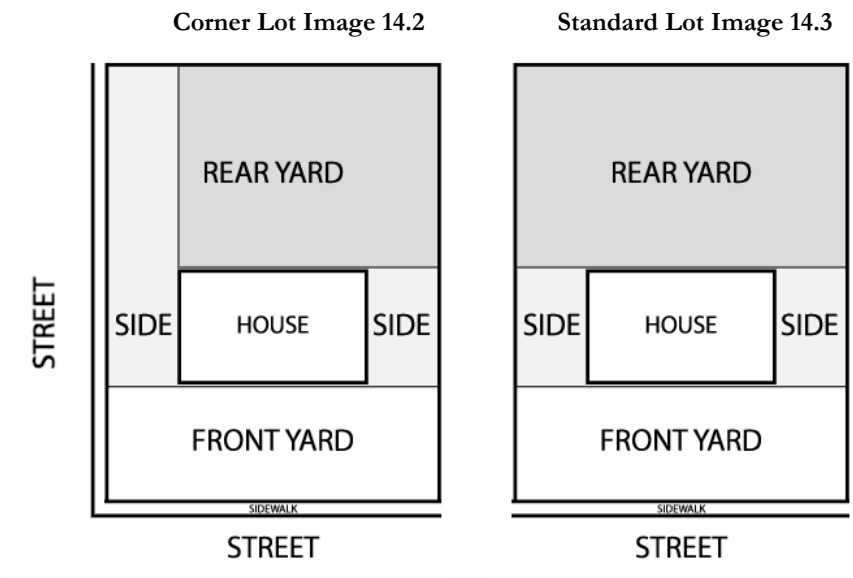 Corner Lot Image 14.2
REAR YARD
STREET
SIDE
HOUSE
SIDE
FRONT YARD
SIDEWALK
STREET
Standard Lot Image 14.3
REAR YARD
SIDE
HOUSE
SIDE
FRONT YARD
SIDEWALK
STREET